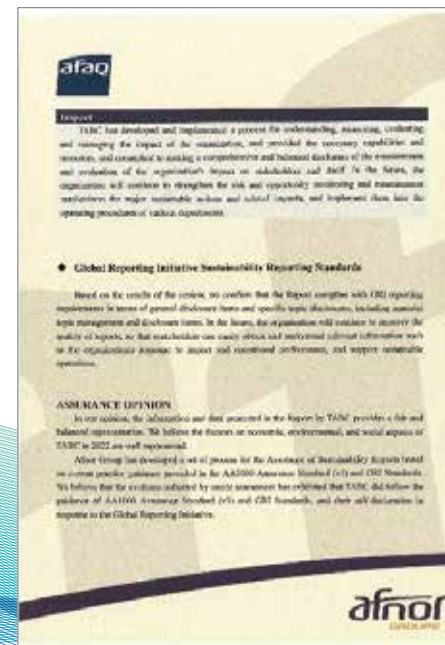 afaq
Impact
TABC has developed and implemented a process for understanding, measuring, evaluating
and managing the impact of the organization, and provided the necessary capabilities and
resources, and committed to making a comprehensive and balanced disclosure of the measurement
and evaluation of the organization's impact on stakeholders and itself. In the future, the
organization will continue to strengthen the risk and opportunity monitoring and measurement
mechanisms the major sustainable actions and related impacts, and implement them into the
operating procedures of various departments.
◆ Global Reporting Initiative Sustainability Reporting Standards
Based on the results of the review, we confirm that the Report complies with GRI reporting
requirements in terms of general disclosure items and specific topic disclosures, including material
topic management and disclosure items. In the future, the organization will continue to improve the
quality of reports, so that stakeholders can easily obtain and understand relevant information such
as the organization's response to impact and operational performance, and support sustainable
operations.
ASSURANCE OPINION
In our opinion, the information and data presented in the Report by TABC provides a fair and
balanced representation. We believe the focuses on economic, environmental, and social aspects of
TABC in 2022 are well represented.
Afnor Group has developed a set of process for the Assurance of Sustainability Reports based
on current practice guidance provided in the AA1000 Assurance Standard (v3) and GRI Standards.
We believe that the evidence collected by onsite assessment has exhibited that TABC did follow the
guidance of AA1000 Assurance Standard (v3) and GRI Standards, and their self-declaration in
response to the Global Reporting Initiative.
afnor
GROUPE